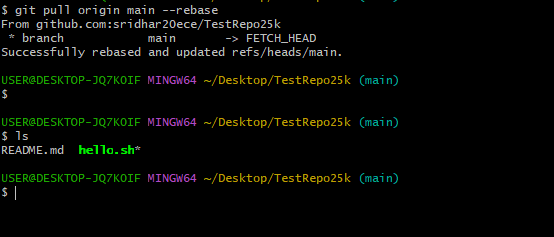 $ git pull origin main --rebase
From github.com:sridhar2Oece/TestRepo25k
 * branch            main       -> FETCH_HEAD
Successfully rebased and updated refs/heads/main.
USER@DESKTOP-JQ7KOIF MINGW64 ~/Desktop/TestRepo25k (main)
$
USER@DESKTOP-JQ7KOIF MINGW64 ~/Desktop/TestRepo25k (main)
$ ls
README.md  hello.sh*
USER@DESKTOP-JQ7KOIF MINGW64 ~/Desktop/TestRepo25k (main)
$